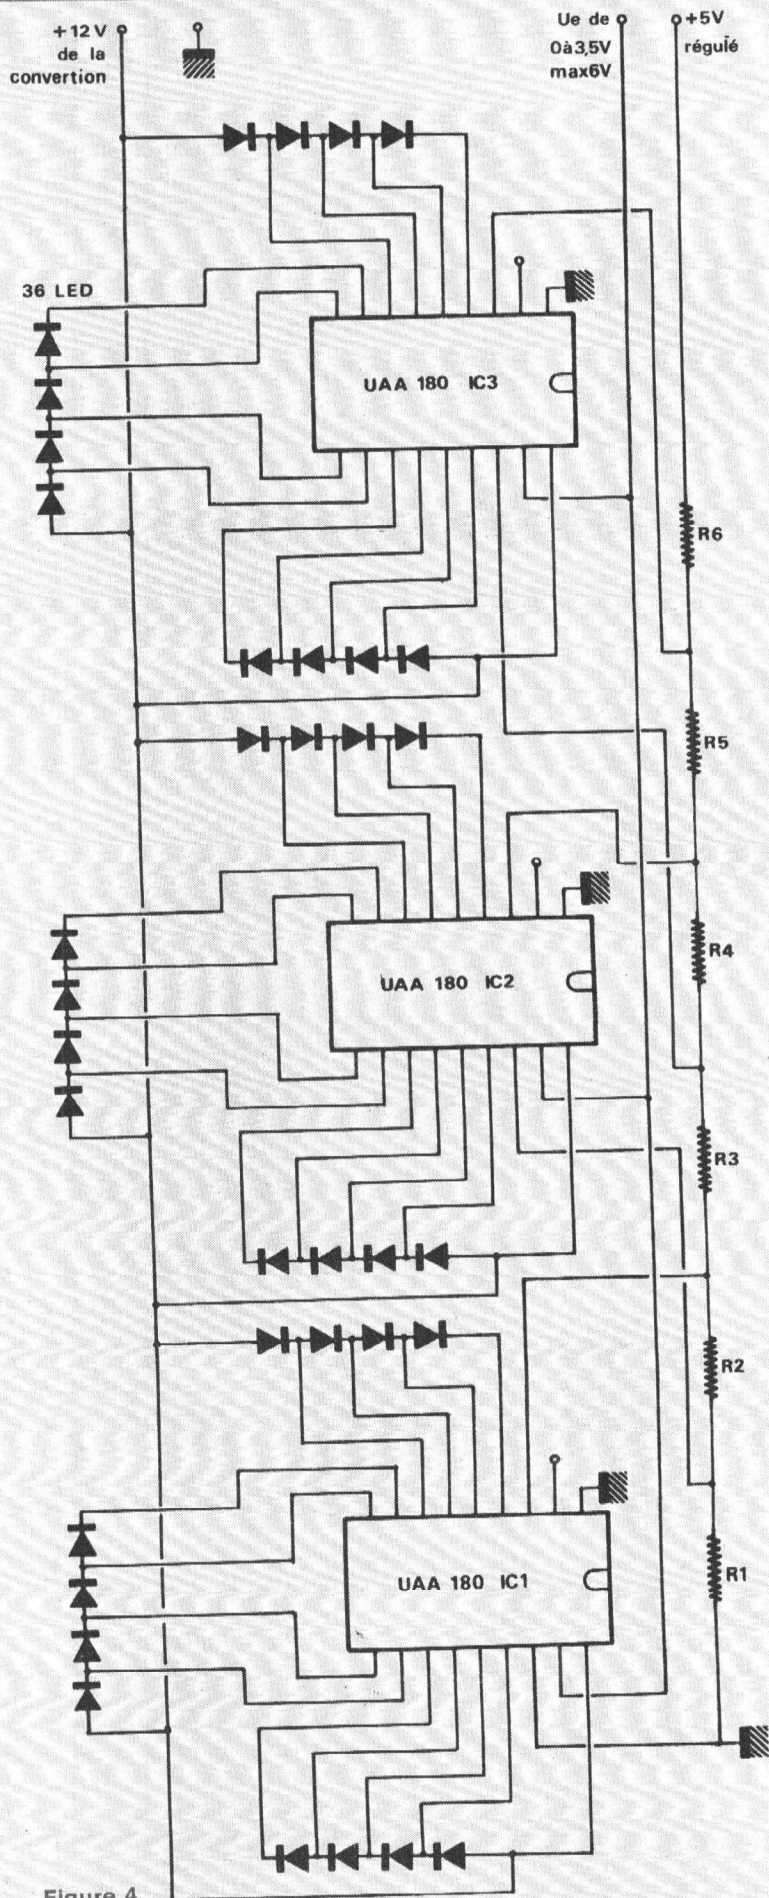 +12V
de la
convertion
Ue de
0à3,5V
max6V
+5V
régulé
36 LED
UAA 180 IC3
R6
R5
UAA 180 IC2
R4
R3
R2
UAA 180 IC1
R1
Figure 4